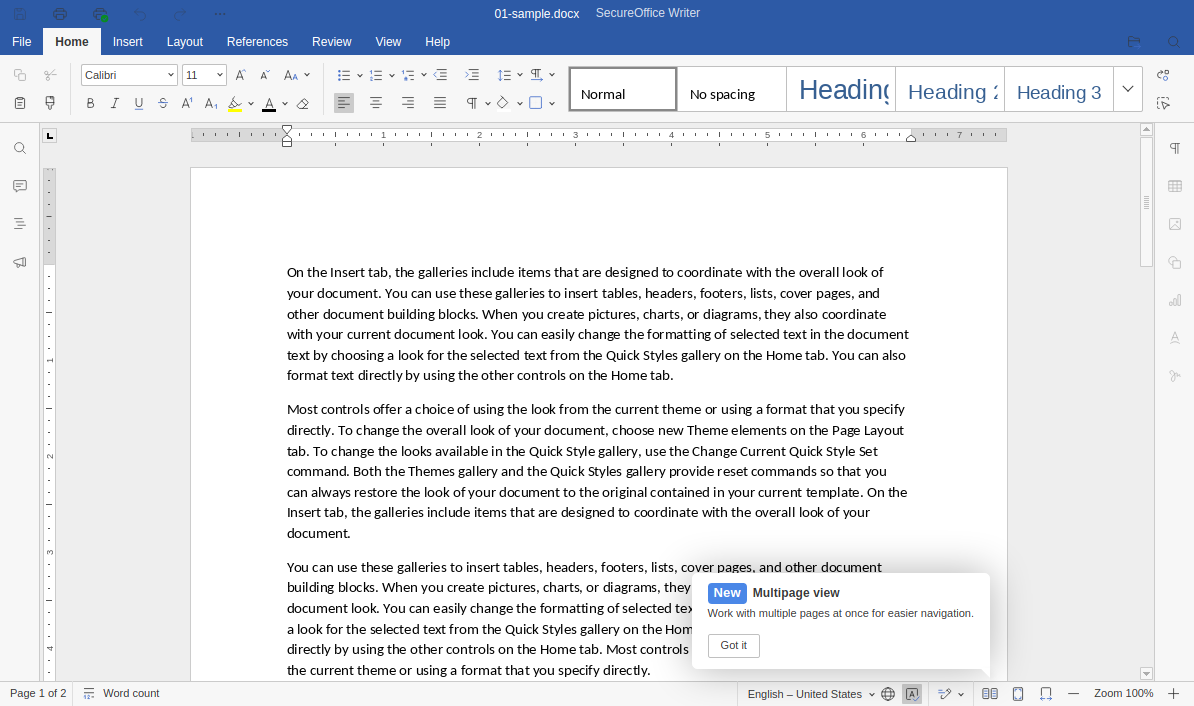 01-sample.docx SecureOffice Writer
File Home Insert Layout References Review View Help
Calibri 11
Normal No spacing Heading Heading 2 Heading 3
1 2 3 4 5 6 7
On the Insert tab, the galleries include items that are designed to coordinate with the overall look of
your document. You can use these galleries to insert tables, headers, footers, lists, cover pages, and
other document building blocks. When you create pictures, charts, or diagrams, they also coordinate
with your current document look. You can easily change the formatting of selected text in the document
text by choosing a look for the selected text from the Quick Styles gallery on the Home tab. You can also
format text directly by using the other controls on the Home tab.
Most controls offer a choice of using the look from the current theme or using a format that you specify
directly. To change the overall look of your document, choose new Theme elements on the Page Layout
tab. To change the looks available in the Quick Style gallery, use the Change Current Quick Style Set
command. Both the Themes gallery and the Quick Styles gallery provide reset commands so that you
can always restore the look of your document to the original contained in your current template. On the
Insert tab, the galleries include items that are designed to coordinate with the overall look of your
document.
You can use these galleries to insert tables, headers, footers, lists, cover pages, and other document
building blocks. When you create pictures, charts, or diagrams, they
document look. You can easily change the formatting of selected tex
a look for the selected text from the Quick Styles gallery on the Hom
directly by using the other controls on the Home tab. Most controls
the current theme or using a format that you specify directly.
1
2
3
4
New Multipage view
Work with multiple pages at once for easier navigation.
Got it
Page 1 of 2 Word count English – United States Zoom 100%